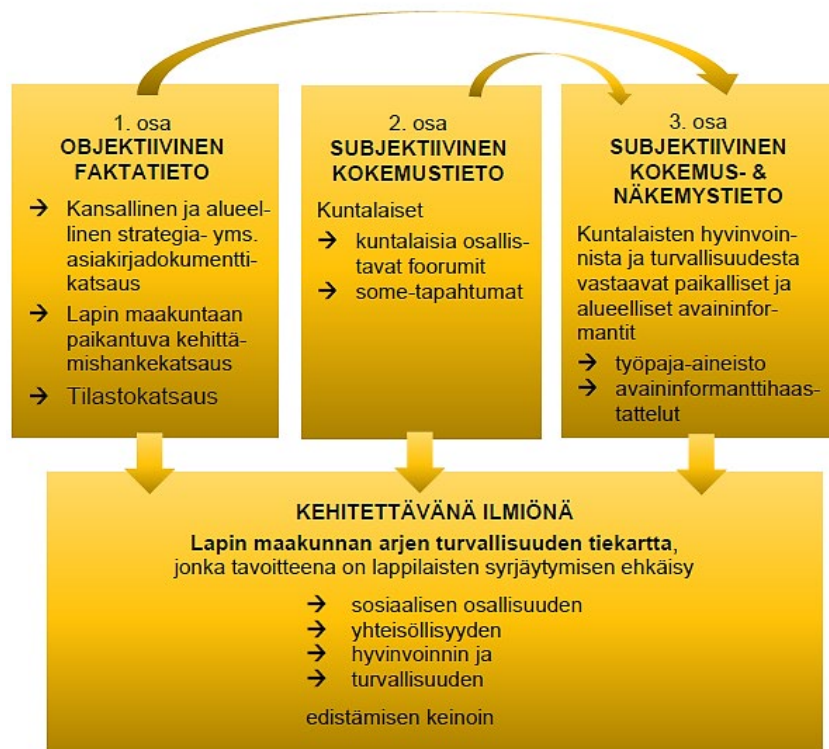 1. osa
OBJEKTIIVINEN
FAKTATIETO
→ Kansallinen ja alueel-
linen strategia- yms.
asiakirjadokumentti-
katsaus
→ Lapin maakuntaan
paikantuva kehittä-
mishankekatsaus
→ Tilastokatsaus
2. osa
SUBJEKTIIVINEN
KOKEMUSTIETO
Kuntalaiset
→ kuntalaisia osallis-
tavat foorumit
→ some-tapahtumat
3. osa
SUBJEKTIIVINEN
KOKEMUS- &
NÄKEMYSTIETO
Kuntalaisten hyvinvoin-
nista ja turvallisuudesta
vastaavat paikalliset ja
alueelliset avaininfor-
mantit
→ työpaja-aineisto
→ avaininformanttihaas-
tattelut
KEHITETTÄVÄNÄ ILMIÖNÄ
Lapin maakunnan arjen turvallisuuden tiekartta,
jonka tavoitteena on lappilaisten syrjäytymisen ehkäisy
→ sosiaalisen osallisuuden
→ yhteisöllisyyden
→ hyvinvoinnin ja
→ turvallisuuden
edistämisen keinoin